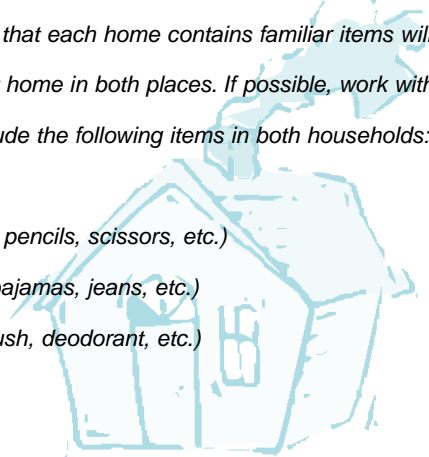 that each home contains familiar items will
home in both places. If possible, work with
ude the following items in both households:
pencils, scissors, etc.)
pajamas, jeans, etc.)
ush, deodorant, etc.)